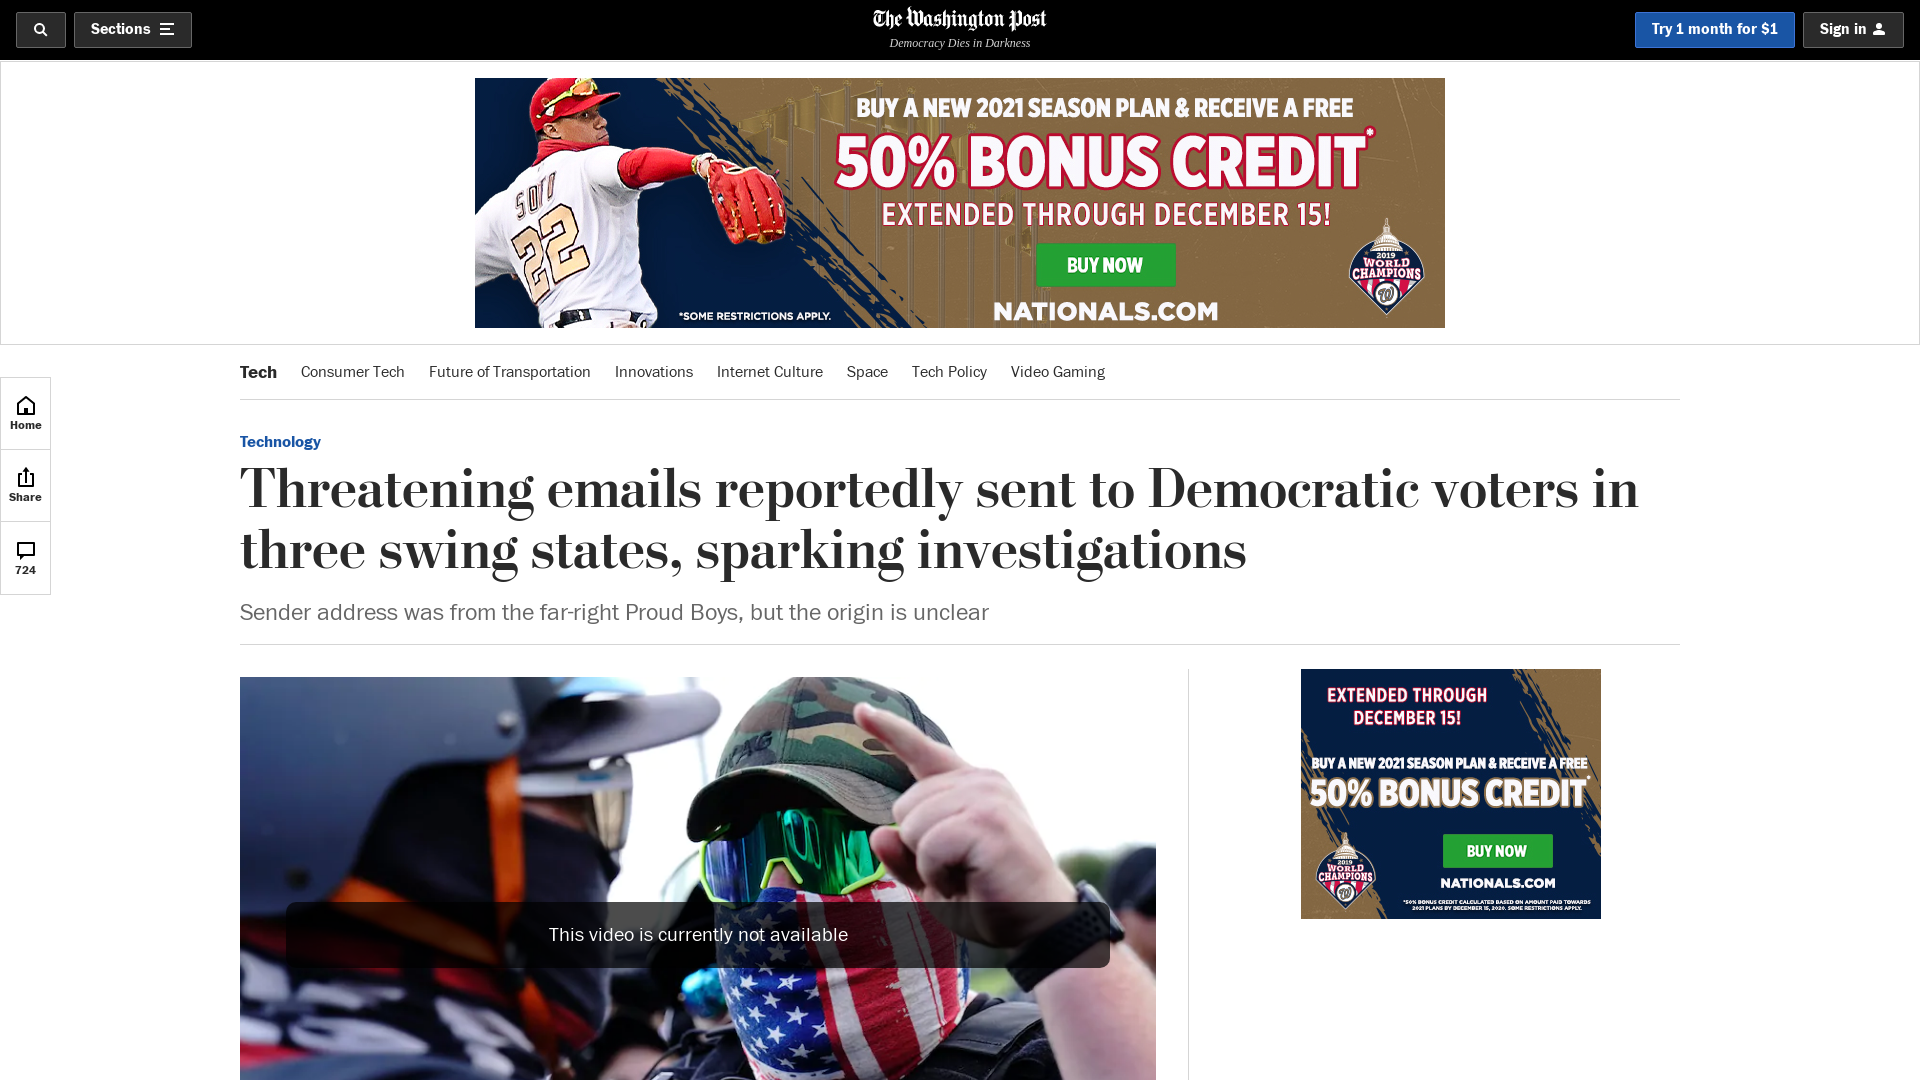 Sections
The Washington Post
Democracy Dies in Darkness
Try 1 month for $1
Sign in
BUY A NEW 2021 SEASON PLAN & RECEIVE A FREE
50% BONUS CREDIT*
EXTENDED THROUGH DECEMBER 15!
BUY NOW
NATIONALS.COM
*SOME RESTRICTIONS APPLY.
22
2019
WORLD
CHAMPIONS
W
Tech
Consumer Tech
Future of Transportation
Innovations
Internet Culture
Space
Tech Policy
Video Gaming
Home
Share
724
Technology
Threatening emails reportedly sent to Democratic voters in
three swing states, sparking investigations
Sender address was from the far-right Proud Boys, but the origin is unclear
This video is currently not available
EXTENDED THROUGH
DECEMBER 15!
BUY A NEW 2021 SEASON PLAN & RECEIVE A FREE
50% BONUS CREDIT*
BUY NOW
NATIONALS.COM
2019
WORLD
CHAMPIONS
W
*50% BONUS CREDIT CALCULATED BASED ON AMOUNT PAID TOWARDS
2021 PLANS BY DECEMBER 15, 2020. SOME RESTRICTIONS APPLY.